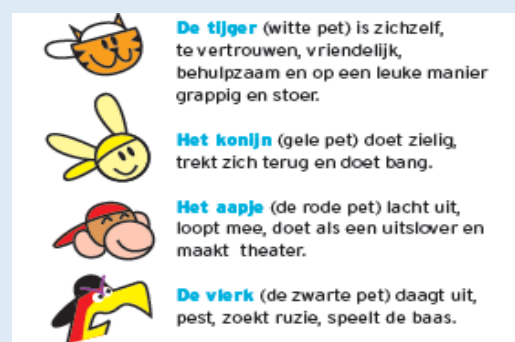 De tijger (witte pet) is zichzelf,
te vertrouwen, vriendelijk,
behulpzaam en op een leuke manier
grappig en stoer.
Het konijn (gele pet) doet zielig,
trekt zich terug en doet bang.
Het aapje (de rode pet) lacht uit,
loopt mee, doet als een uitslover en
maakt theater.
De vlerk (de zwarte pet) daagt uit,
pest, zoekt ruzie, speelt de baas.